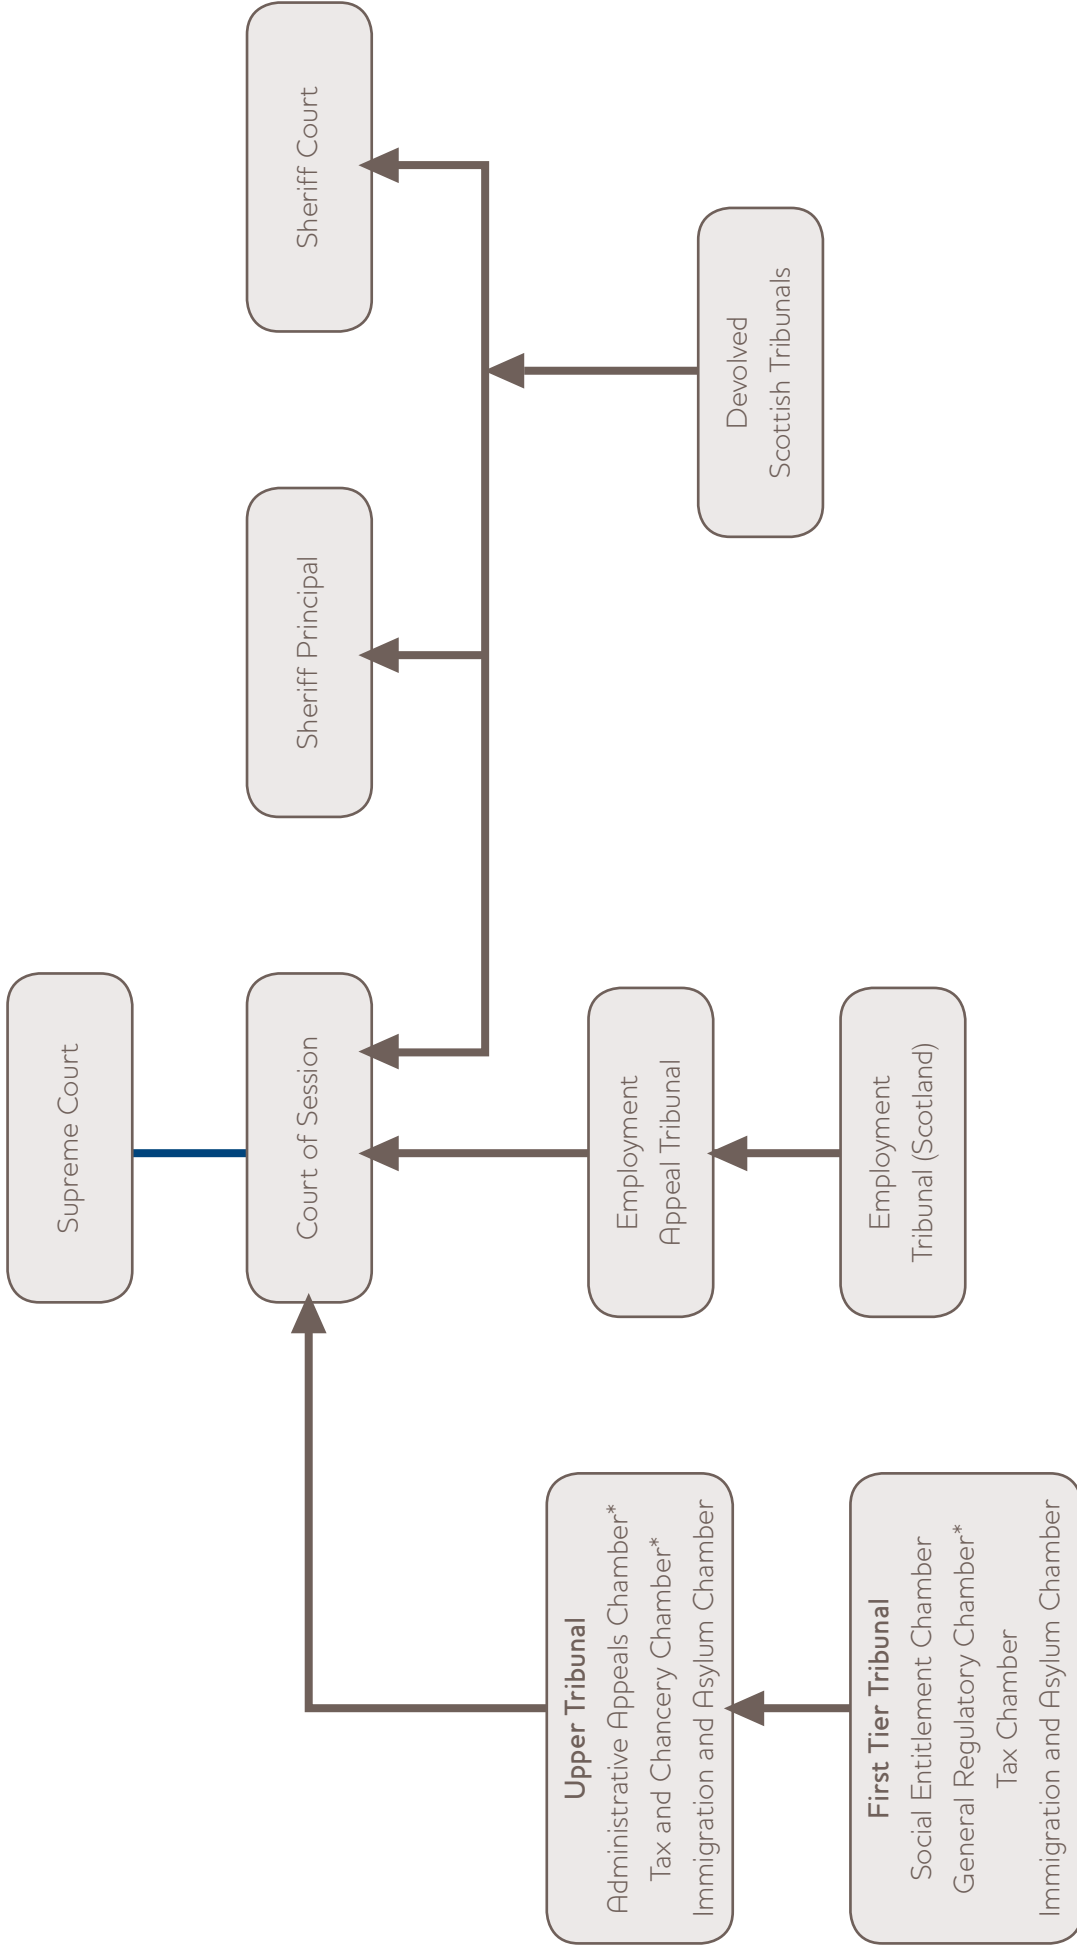 Supreme Court
Court of Session
Sheriff Principal
Sheriff Court
Upper Tribunal
Administrative Appeals Chamber*
Tax and Chancery Chamber*
Immigration and Asylum Chamber
Employment
Appeal Tribunal
Devolved
Scottish Tribunals
First Tier Tribunal
Social Entitlement Chamber
General Regulatory Chamber*
Tax Chamber
Immigration and Asylum Chamber
Employment
Tribunal (Scotland)